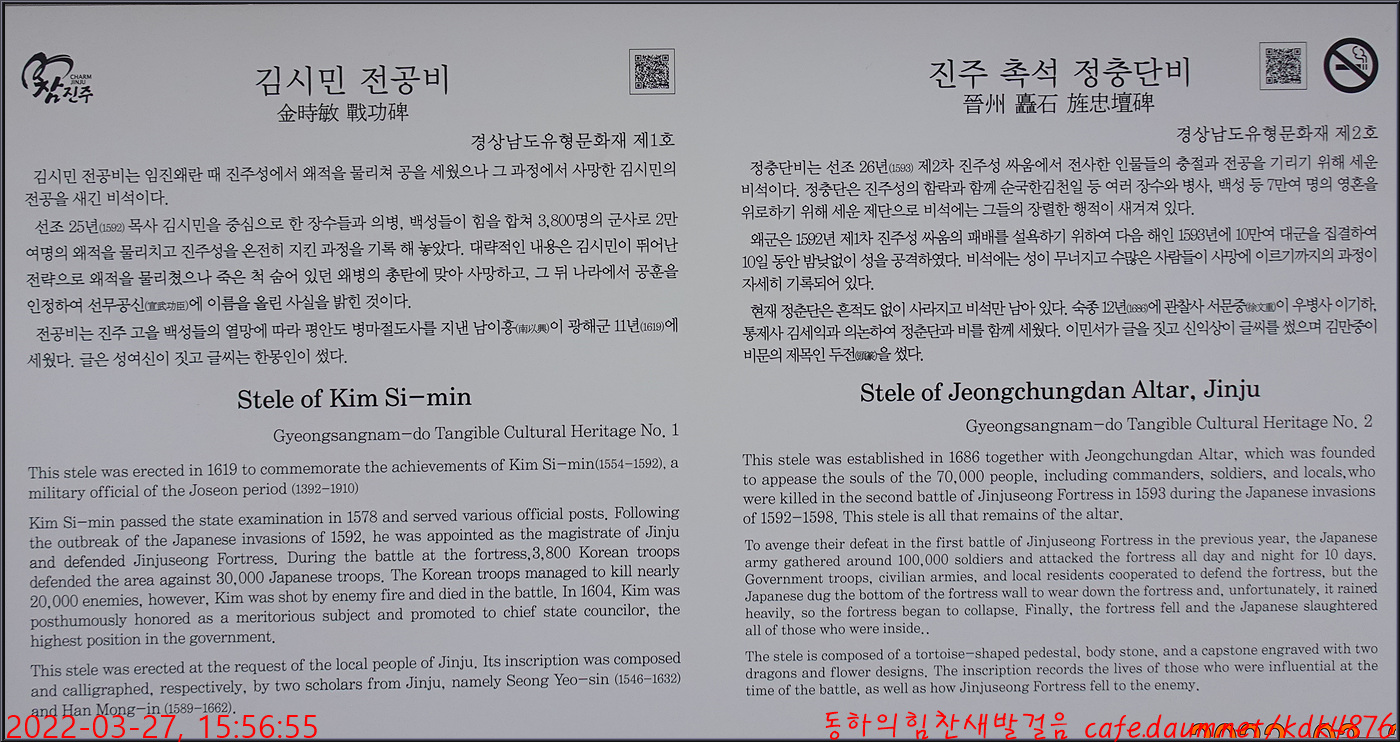 참진주
CHARM
JINJU
김시민 전공비
金時敏 戰功碑
경상남도유형문화재 제1호
김시민 전공비는 임진왜란 때 진주성에서 왜적을 물리쳐 공을 세웠으나 그 과정에서 사망한 김시민의
전공을 새긴 비석이다.
선조 25년(1592) 목사 김시민을 중심으로 한 장수들과 의병, 백성들이 힘을 합쳐 3,800명의 군사로 2만
여명의 왜적을 물리치고 진주성을 온전히 지킨 과정을 기록 해 놓았다. 대략적인 내용은 김시민이 뛰어난
전략으로 왜적을 물리쳤으나 죽은 척 숨어 있던 왜병의 총탄에 맞아 사망하고, 그 뒤 나라에서 공훈을
인정하여 선무공신(宣武功臣)에 이름을 올린 사실을 밝힌 것이다.
전공비는 진주 고을 백성들의 열망에 따라 평안도 병마절도사를 지낸 남이흥(南以興)이 광해군 11년(1619)에
세웠다. 글은 성여신이 짓고 글씨는 한몽인이 썼다.
Stele of Kim Si-min
Gyeongsangnam-do Tangible Cultural Heritage No. 1
This stele was erected in 1619 to commemorate the achievements of Kim Si-min(1554-1592), a
military official of the Joseon period (1392-1910)
Kim Si-min passed the state examination in 1578 and served various official posts. Following
the outbreak of the Japanese invasions of 1592, he was appointed as the magistrate of Jinju
and defended Jinjuseong Fortress. During the battle at the fortress,3,800 Korean troops
defended the area against 30,000 Japanese troops. The Korean troops managed to kill nearly
20,000 enemies, however, Kim was shot by enemy fire and died in the battle. In 1604, Kim was
posthumously honored as a meritorious subject and promoted to chief state councilor, the
highest position in the government.
This stele was erected at the request of the local people of Jinju. Its inscription was composed
and calligraphed, respectively, by two scholars from Jinju, namely Seong Yeo-sin (1546-1632)
and Han Mong-in (1589-1662).
진주 촉석 정충단비
晉州 矗石 旌忠壇碑
경상남도유형문화재 제2호
정충단비는 선조 26년(1593) 제2차 진주성 싸움에서 전사한 인물들의 충절과 전공을 기리기 위해 세운
비석이다. 정충단은 진주성의 함락과 함께 순국한김천일 등 여러 장수와 병사, 백성 등 7만여 명의 영혼을
위로하기 위해 세운 제단으로 비석에는 그들의 장렬한 행적이 새겨져 있다.
왜군은 1592년 제1차 진주성 싸움의 패배를 설욕하기 위하여 다음 해인 1593년에 10만여 대군을 집결하여
10일 동안 밤낮없이 성을 공격하였다. 비석에는 성이 무너지고 수많은 사람들이 사망에 이르기까지의 과정이
자세히 기록되어 있다.
현재 정충단은 흔적도 없이 사라지고 비석만 남아 있다. 숙종 12년(1686)에 관찰사 서문중(徐文重)이 우병사 이기하,
통제사 김세익과 의논하여 정춘단과 비를 함께 세웠다. 이민서가 글을 짓고 신익상이 글씨를 썼으며 김만중이
비문의 제목인 두전을 썼다.
Stele of Jeongchungdan Altar, Jinju
Gyeongsangnam-do Tangible Cultural Heritage No. 2
This stele was established in 1686 together with Jeongchungdan Altar, which was founded
to appease the souls of the 70,000 people, including commanders, soldiers, and locals,who
were killed in the second battle of Jinjuseong Fortress in 1593 during the Japanese invasions
of 1592-1598. This stele is all that remains of the altar.
To avenge their defeat in the first battle of Jinjuseong Fortress in the previous year, the Japanese
army gathered around 100,000 soldiers and attacked the fortress all day and night for 10 days.
Government troops, civilian armies, and local residents cooperated to defend the fortress, but the
Japanese dug the bottom of the fortress wall to wear down the fortress and, unfortunately, it rained
heavily, so the fortress began to collapse. Finally, the fortress fell and the Japanese slaughtered
all of those who were inside..
The stele is composed of a tortoise-shaped pedestal, body stone, and a capstone engraved with two
dragons and flower designs. The inscription records the lives of those who were influential at the
time of the battle, as well as how Jinjuseong Fortress fell to the enemy.
2022-03-27, 15:56:55
동하의힘찬새발걸음 cafe.daum.net/kdhk876